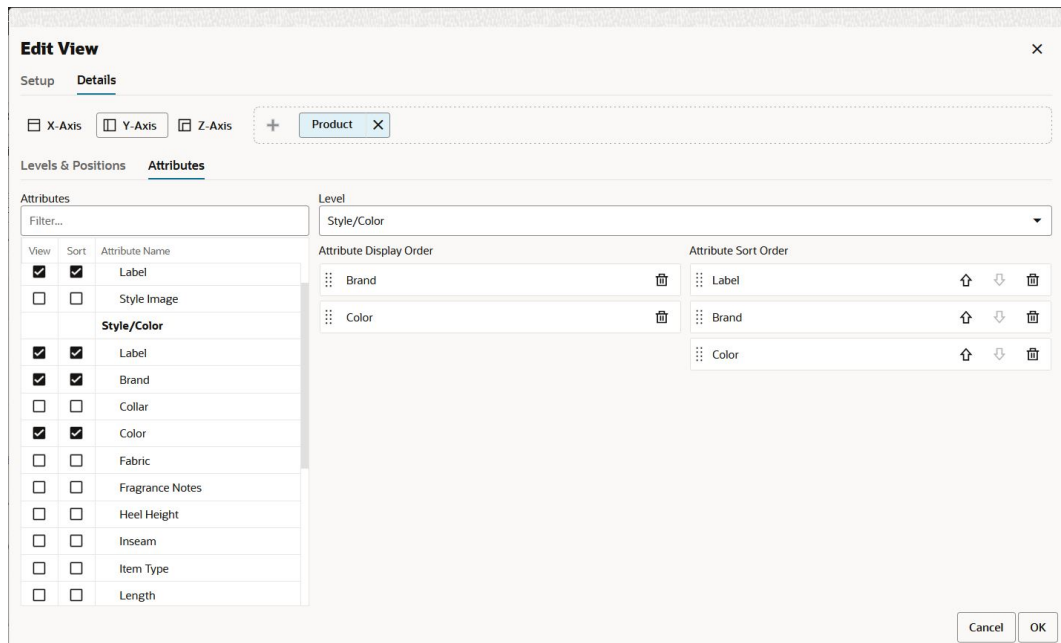 Edit View
Setup Details
X-Axis Y-Axis Z-Axis Product
Levels & Positions Attributes
Attributes Level
Filter... Style/Color
View Sort Attribute Name Attribute Display Order Attribute Sort Order
Label
Brand Label
Style Image
Color Brand
Style/Color
Label Color
Brand
Collar
Color
Fabric
Fragrance Notes
Heel Height
Inseam
Item Type
Length
Cancel OK